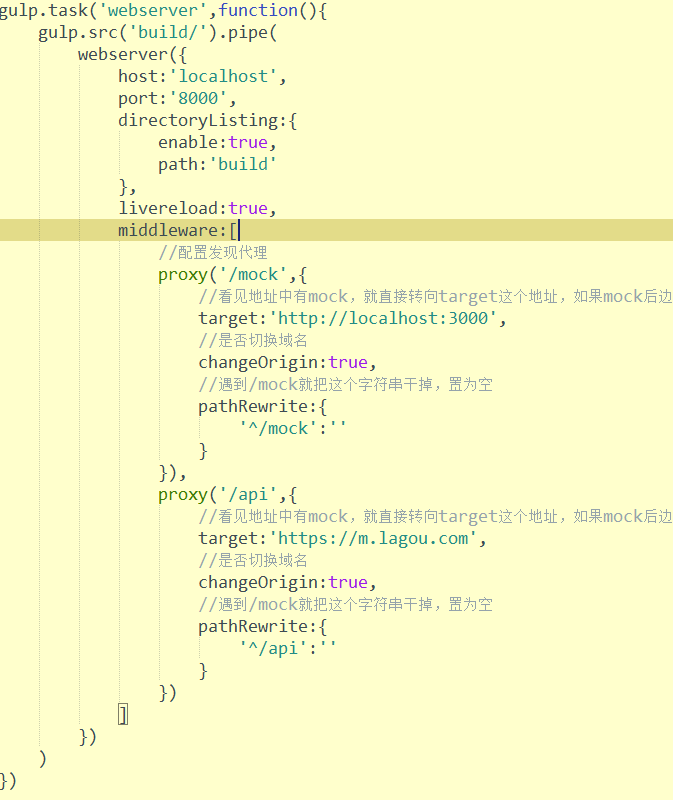 gulp.task('webserver',function(){
    gulp.src('build/').pipe(
        webserver({
            host:'localhost',
            port:'8000',
            directoryListing:{
                enable:true,
                path:'build'
            },
            livereload:true,
            middleware:[
                //配置发现代理
                proxy('/mock',{
                    //看见地址中有mock，就直接转向target这个地址，如果mock后边
                    target:'http://localhost:3000',
                    //是否切换域名
                    changeOrigin:true,
                    //遇到/mock就把这个字符串干掉，置为空
                    pathRewrite:{
                        '^/mock':''
                    }
                }),
                proxy('/api',{
                    //看见地址中有mock，就直接转向target这个地址，如果mock后边
                    target:'https://m.lagou.com',
                    //是否切换域名
                    changeOrigin:true,
                    //遇到/mock就把这个字符串干掉，置为空
                    pathRewrite:{
                        '^/api':''
                    }
                })
            ]
        })
    )
})